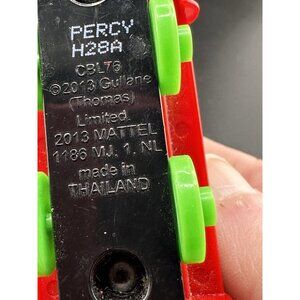 PERCY
H28A
CBL76
©2013 Gullane
(Thomas)
Limited.
2013 MATTEL
1186 MJ. 1. NL
made in
THAILAND